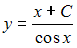 y = (x + C) / cos x